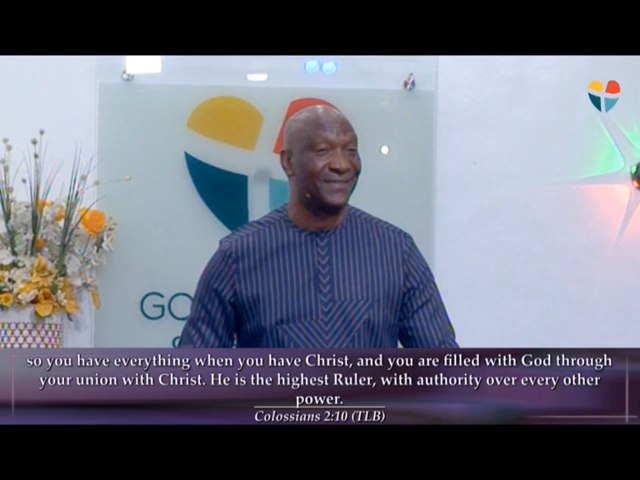 GO
so you have everything when you have Christ, and you are filled with God through
your union with Christ. He is the highest Ruler, with authority over every other
power.
Colossians 2:10 (TLB)